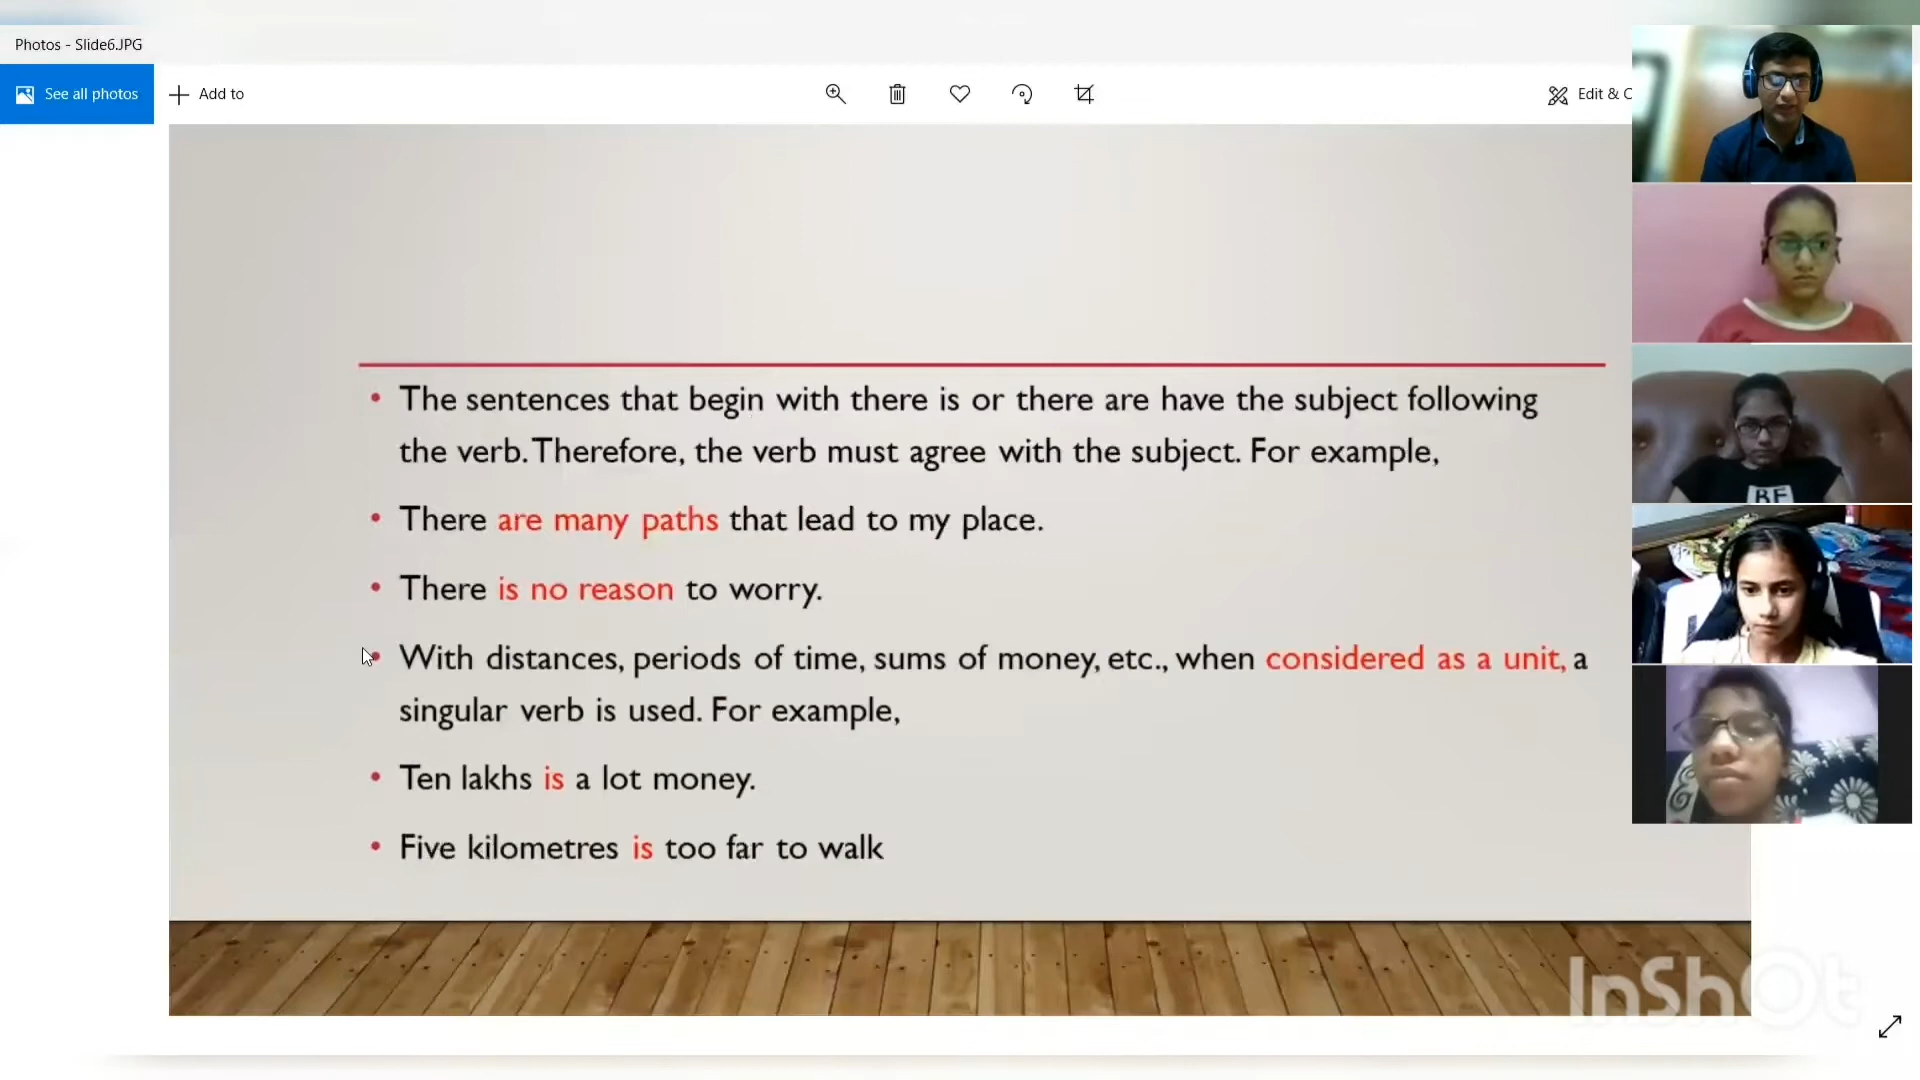 Photos - Slide6.JPG
See all photos
Add to
Edit & C
The sentences that begin with there is or there are have the subject following
the verb. Therefore, the verb must agree with the subject. For example,
There are many paths that lead to my place.
There is no reason to worry.
With distances, periods of time, sums of money, etc., when considered as a unit, a
singular verb is used. For example,
Ten lakhs is a lot money.
Five kilometres is too far to walk
BE
InShOt